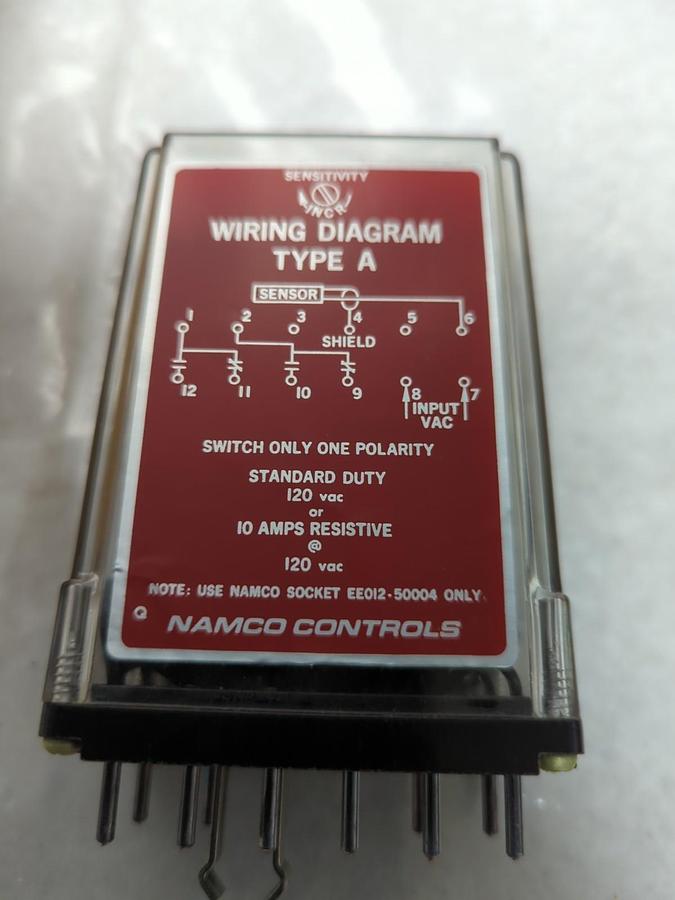 SENSITIVITY
INCR
WIRING DIAGRAM
TYPE A
SENSOR
1 2 3 4 5 6
SHIELD
12 11 10 9 8 7
INPUT
VAC
SWITCH ONLY ONE POLARITY
STANDARD DUTY
120 vac
or
10 AMPS RESISTIVE
@
120 vac
NOTE: USE NAMCO SOCKET EE012-50004 ONLY.
Q NAMCO CONTROLS